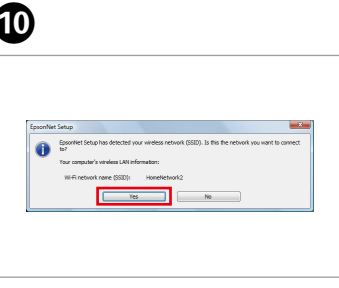 10
EpsonNet Setup
EpsonNet Setup has detected your wireless network (SSID). Is this the network you want to connect
to?
Your computer's wireless LAN information:
Wi-Fi network name (SSID): HomeNetwork2
Yes No